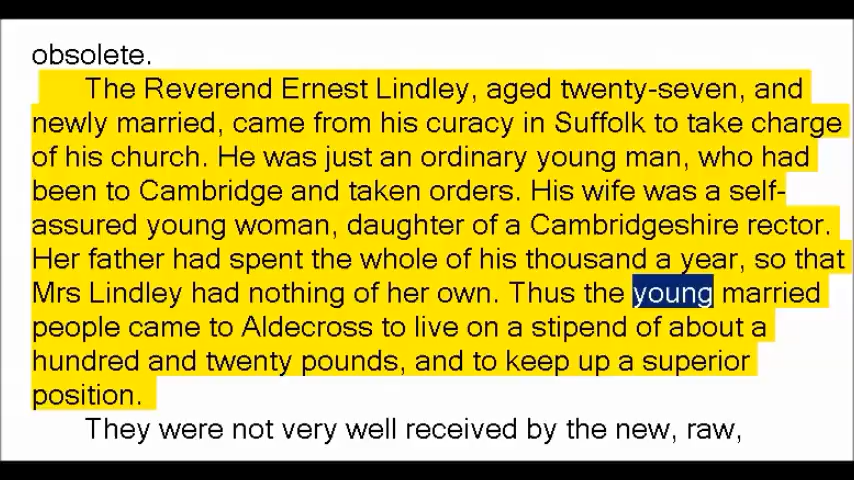 obsolete.
The Reverend Ernest Lindley, aged twenty-seven, and
newly married, came from his curacy in Suffolk to take charge
of his church. He was just an ordinary young man, who had
been to Cambridge and taken orders. His wife was a self-
assured young woman, daughter of a Cambridgeshire rector.
Her father had spent the whole of his thousand a year, so that
Mrs Lindley had nothing of her own. Thus the young married
people came to Aldecross to live on a stipend of about a
hundred and twenty pounds, and to keep up a superior
position.
They were not very well received by the new, raw,